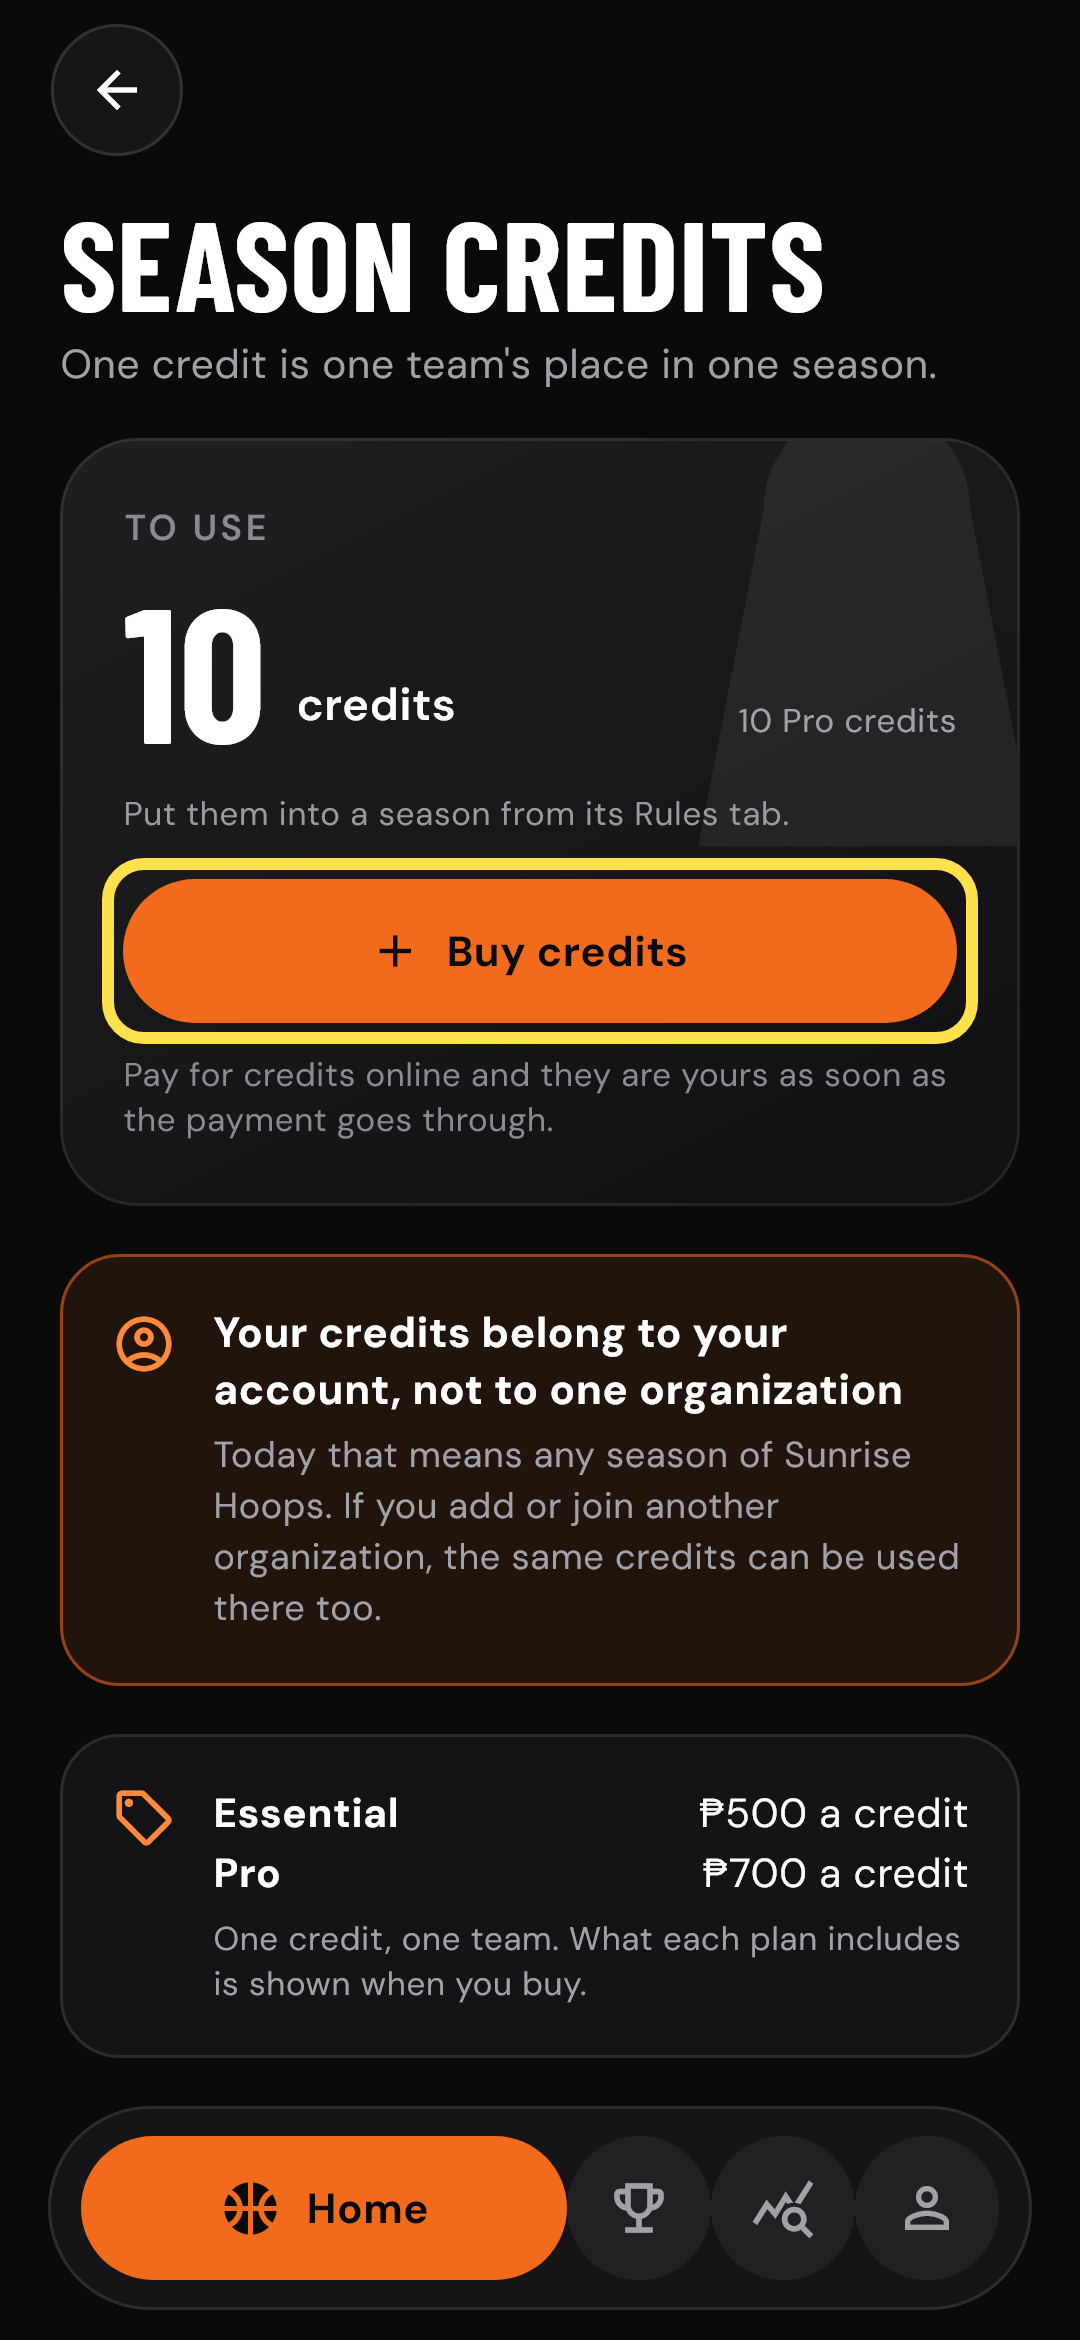 SEASON CREDITS
One credit is one team's place in one season.
TO USE
10 credits
10 Pro credits
Put them into a season from its Rules tab.
+ Buy credits
Pay for credits online and they are yours as soon as
the payment goes through.
Your credits belong to your
account, not to one organization
Today that means any season of Sunrise
Hoops. If you add or join another
organization, the same credits can be used
there too.
Essential ₱500 a credit
Pro ₱700 a credit
One credit, one team. What each plan includes
is shown when you buy.
Home